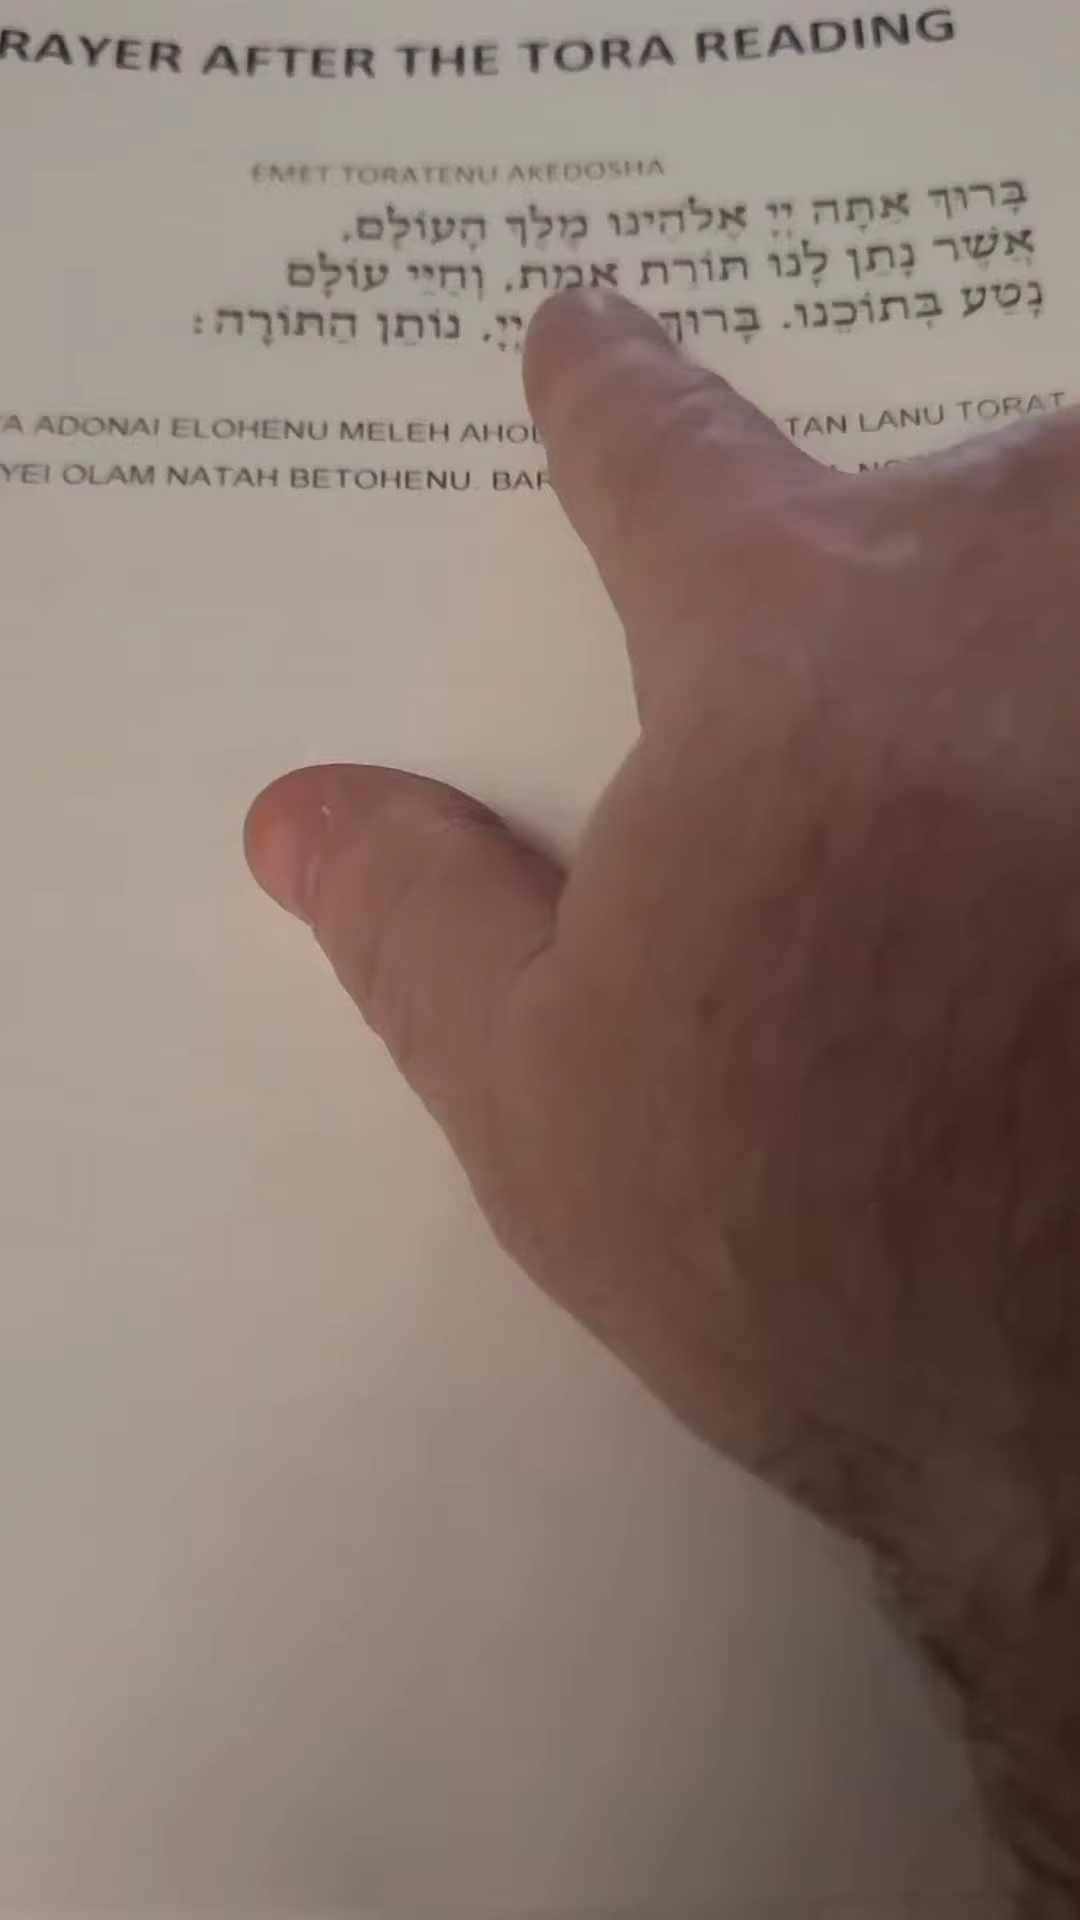 RAYER AFTER THE TORA READING
EMET TORATENU AKEDOSHA
בָּרוּךְ אַתָּה יְיָ אֱלֹהֵינוּ מֶלֶךְ הָעוֹלָם.
אֲשֶׁר נָתַן לָנוּ תּוֹרַת אֱמֶת. וְחַיֵּי עוֹלָם
נָטַע בְּתוֹכֵנוּ. בָּרוּךְ יְיָ. נוֹתֵן הַתּוֹרָה:
A ADONAI ELOHENU MELEH AHOL TAN LANU TORAT
YEI OLAM NATAH BETOHENU. BAR